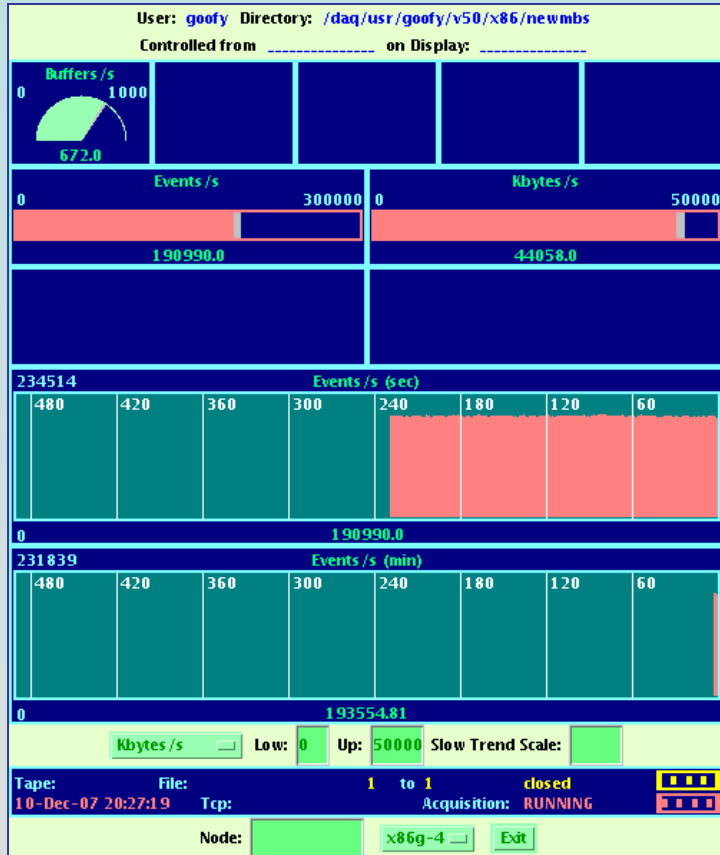 User: goofy Directory: /daq/usr/goofy/v50/x86/newmbs
Controlled from ______________ on Display: ______________
Buffers/s
0 1000
672.0
Events/s Kbytes/s
0 300000 0 50000
190990.0 44058.0
234514 Events/s (sec)
480 420 360 300 240 180 120 60
0 190990.0
231839 Events/s (min)
480 420 360 300 240 180 120 60
0 193554.81
Kbytes/s Low: 0 Up: 50000 Slow Trend Scale:
Tape: File: 1 to 1 closed
10-Dec-07 20:27:19 Tcp: Acquisition: RUNNING
Node: x86g-4 Exit